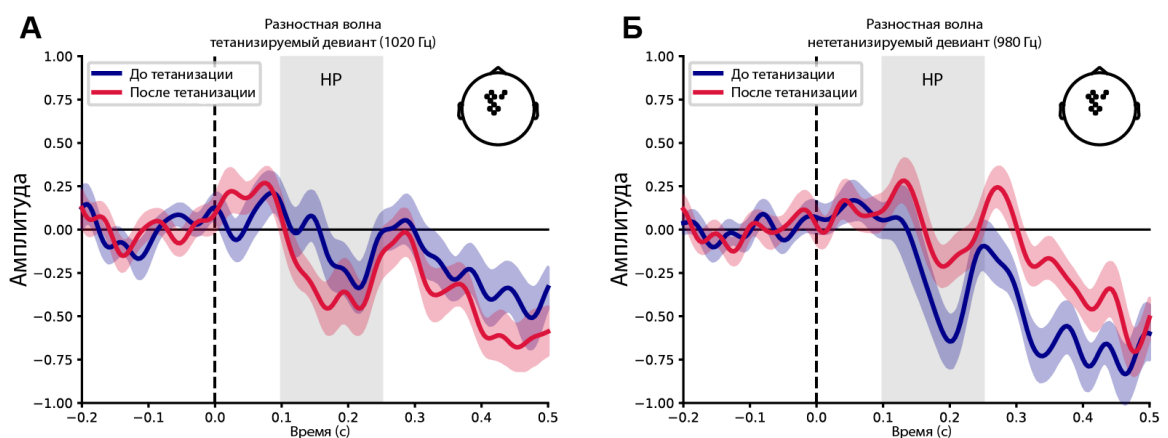 А
Разностная волна
тетанизируемый девиант (1020 Гц)
До тетанизации
После тетанизации
НР
Амплитуда
1.00
0.75
0.50
0.25
0.00
−0.25
−0.50
−0.75
−1.00
−0.2 −0.1 0.0 0.1 0.2 0.3 0.4 0.5
Время (с)
Б
Разностная волна
нететанизируемый девиант (980 Гц)
До тетанизации
После тетанизации
НР
Амплитуда
1.00
0.75
0.50
0.25
0.00
−0.25
−0.50
−0.75
−1.00
−0.2 −0.1 0.0 0.1 0.2 0.3 0.4 0.5
Время (с)